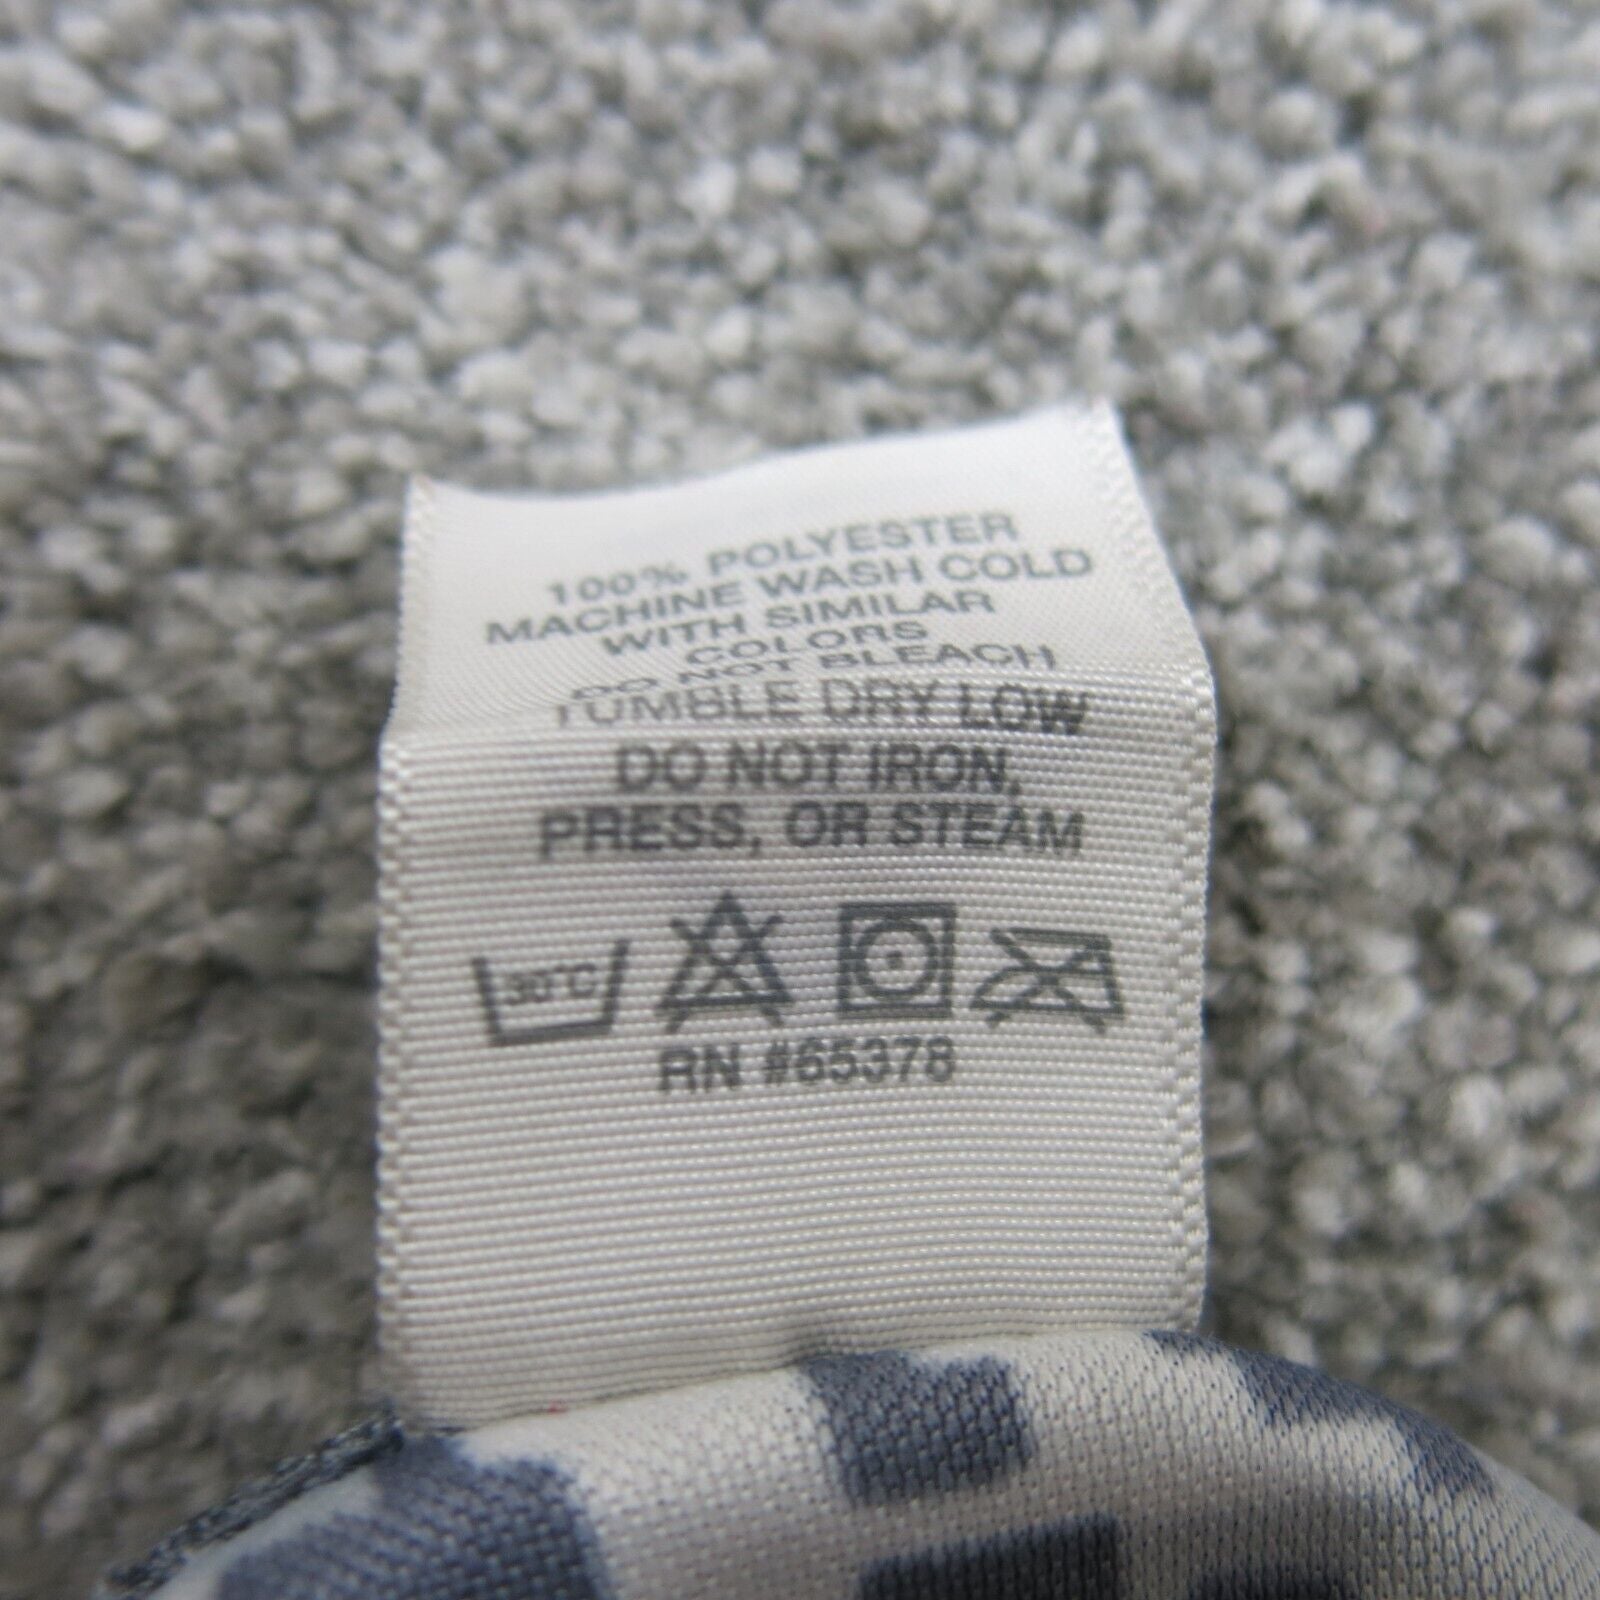 100% POLYESTER
MACHINE WASH COLD
WITH SIMILAR
COLORS
DO NOT BLEACH
TUMBLE DRY LOW
DO NOT IRON,
PRESS, OR STEAM
30°C
RN #65378